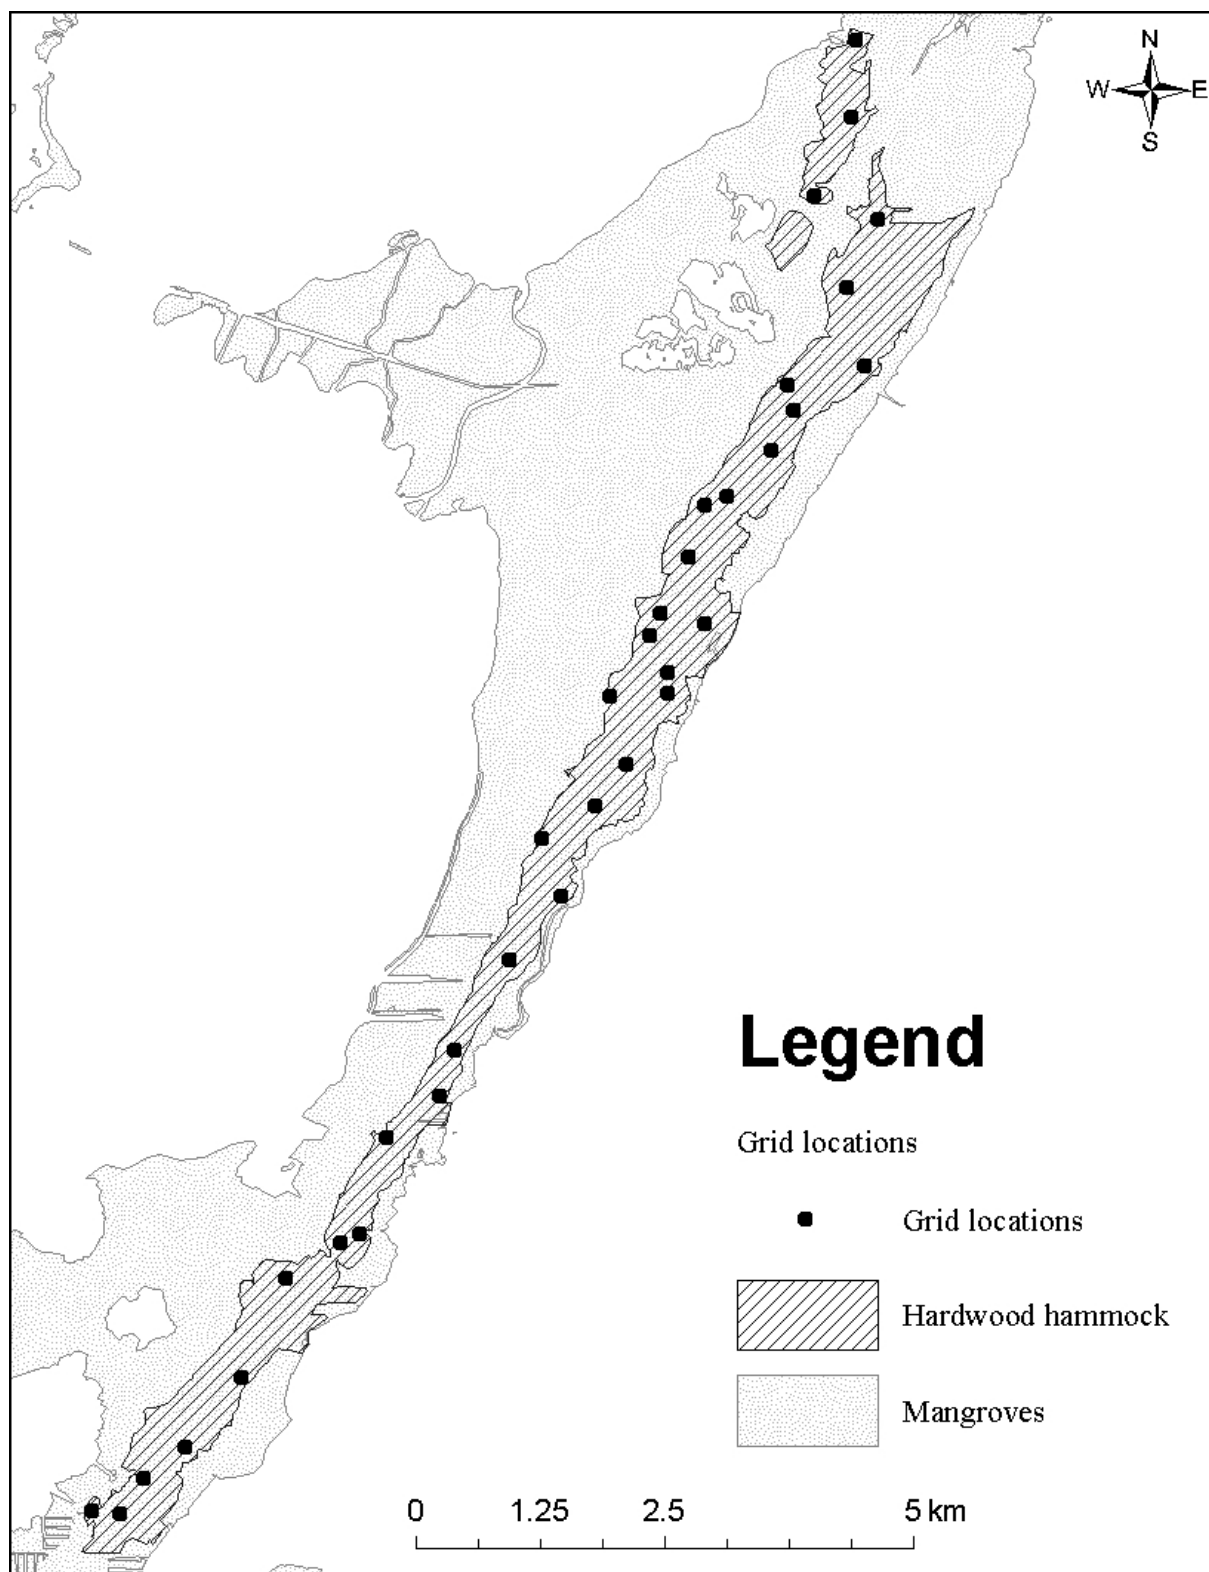 N
W E
S
Legend
Grid locations
Grid locations
Hardwood hammock
Mangroves
0 1.25 2.5 5 km